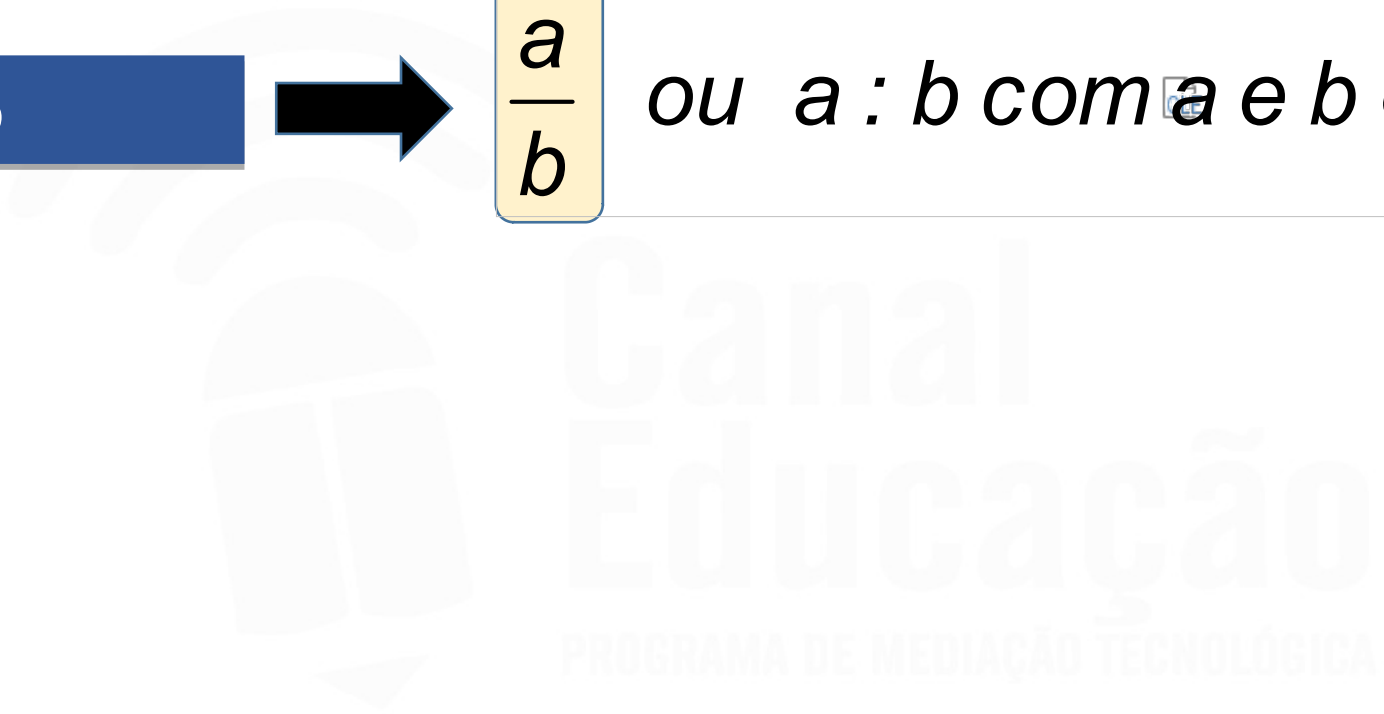 a
b
ou a : b com a e b
Canal
Educação
PROGRAMA DE MEDIAÇÃO TECNOLÓGICA